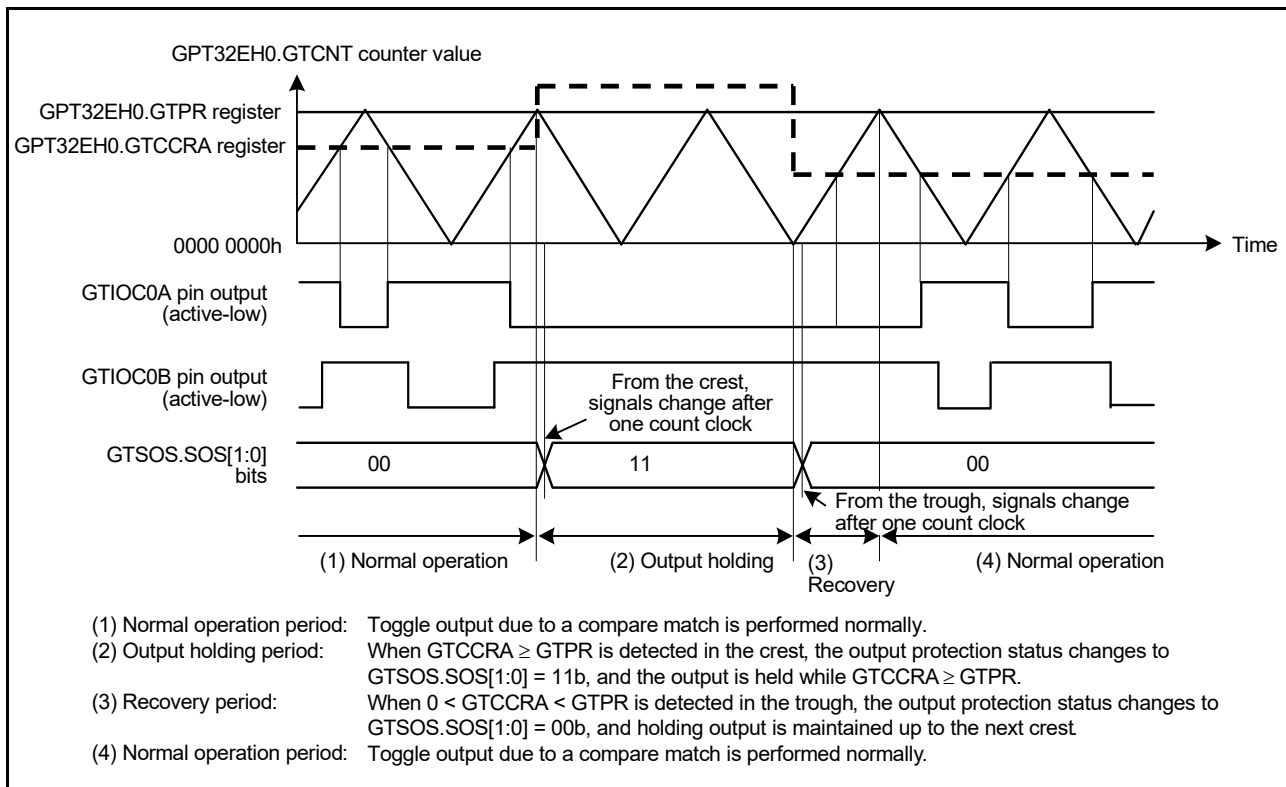 GPT32EH0.GTCNT counter value
GPT32EH0.GTPR register
GPT32EH0.GTCCRA register
0000 0000h
Time
GTIOC0A pin output
(active-low)
GTIOC0B pin output
(active-low)
From the crest,
signals change after
one count clock
GTSOS.SOS[1:0]
bits
00
11
00
From the trough, signals change
after one count clock
(1) Normal operation
(2) Output holding
(3)
Recovery
(4) Normal operation
(1) Normal operation period: Toggle output due to a compare match is performed normally.
(2) Output holding period: When GTCCRA ≥ GTPR is detected in the crest, the output protection status changes to
GTSOS.SOS[1:0] = 11b, and the output is held while GTCCRA ≥ GTPR.
(3) Recovery period: When 0 < GTCCRA < GTPR is detected in the trough, the output protection status changes to
GTSOS.SOS[1:0] = 00b, and holding output is maintained up to the next crest.
(4) Normal operation period: Toggle output due to a compare match is performed normally.